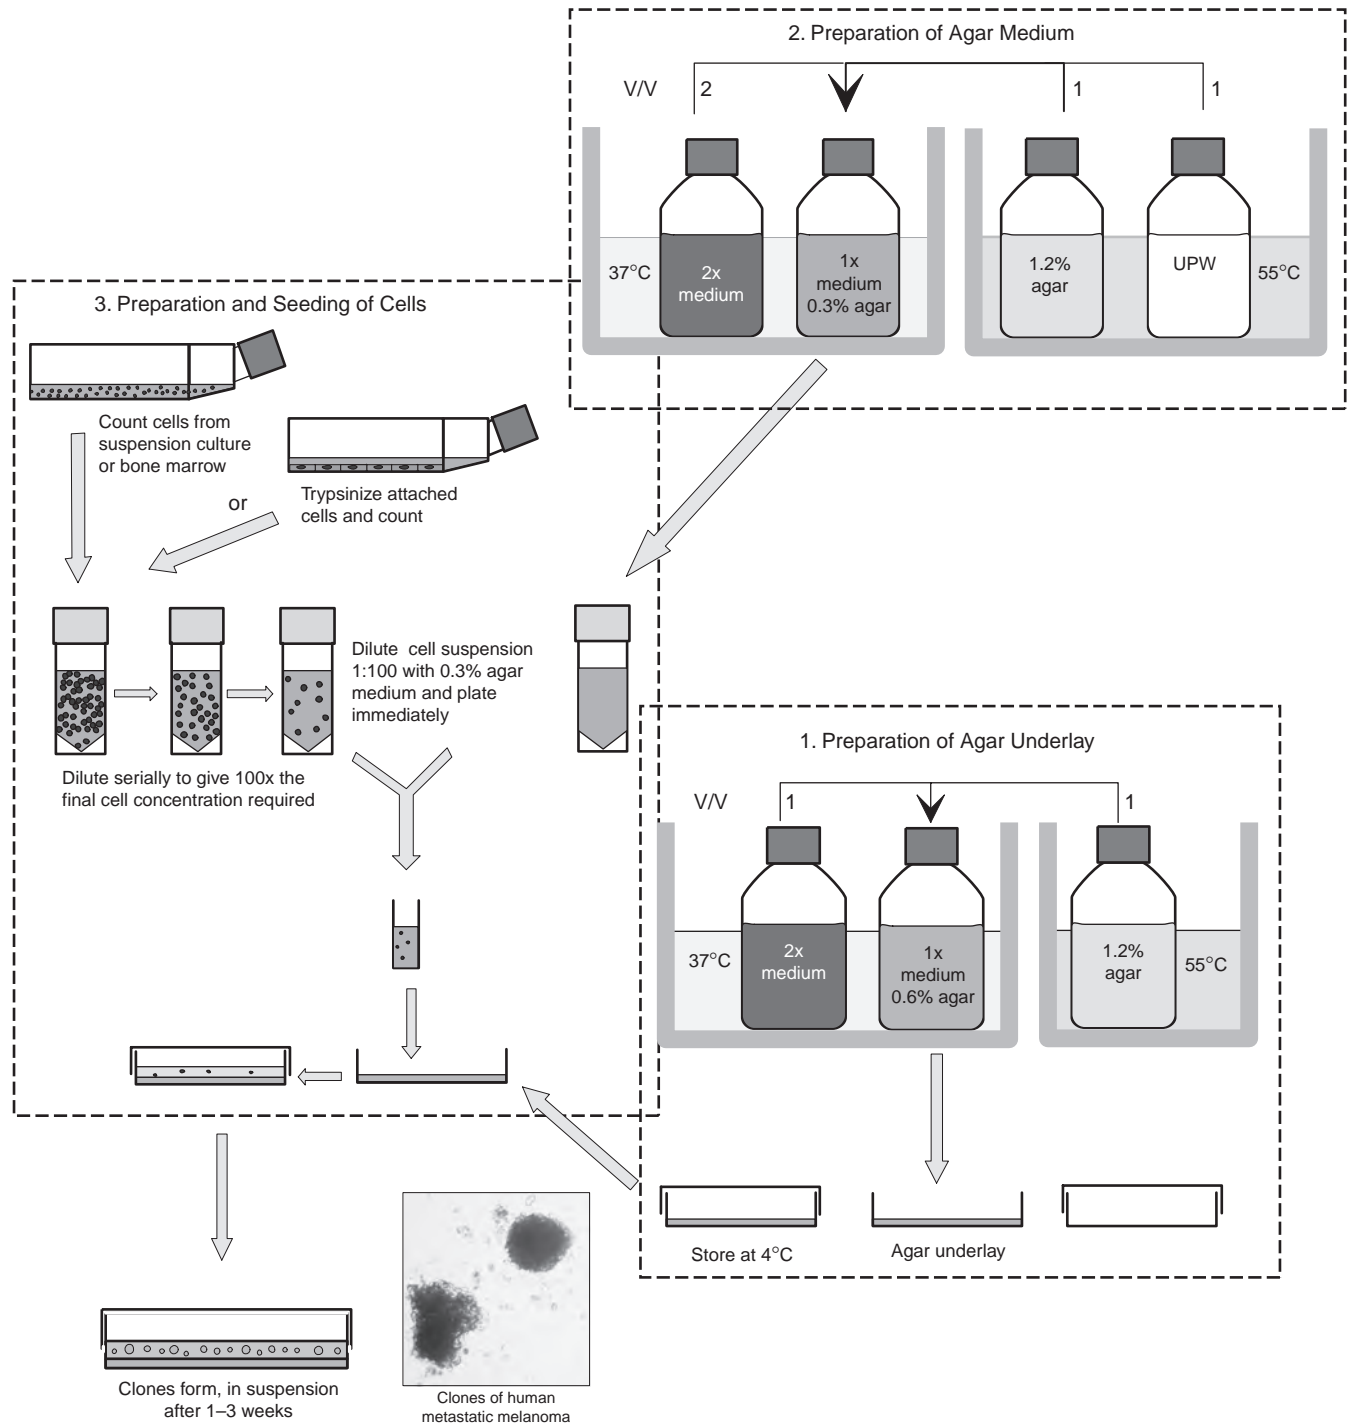 2. Preparation of Agar Medium
V/V
2
1
1
37°C
2x
medium
1x
medium
0.3% agar
1.2%
agar
UPW
55°C
3. Preparation and Seeding of Cells
Count cells from
suspension culture
or bone marrow
or
Trypsinize attached
cells and count
Dilute cell suspension
1:100 with 0.3% agar
medium and plate
immediately
Dilute serially to give 100x the
final cell concentration required
1. Preparation of Agar Underlay
V/V
1
1
37°C
2x
medium
1x
medium
0.6% agar
1.2%
agar
55°C
Store at 4°C
Agar underlay
Clones form, in suspension
after 1–3 weeks
Clones of human
metastatic melanoma